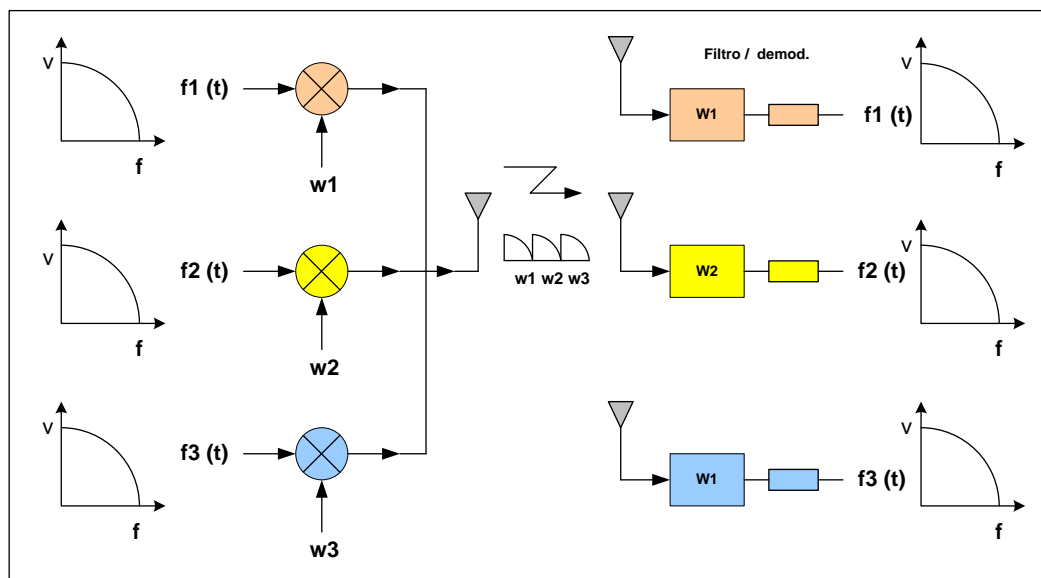 Filtro / demod.
V
f1 (t)
W1
f1 (t)
V
f
w1
f
V
f2 (t)
w1 w2 w3
W2
f2 (t)
V
f
w2
f
V
f3 (t)
W1
f3 (t)
V
f
w3
f